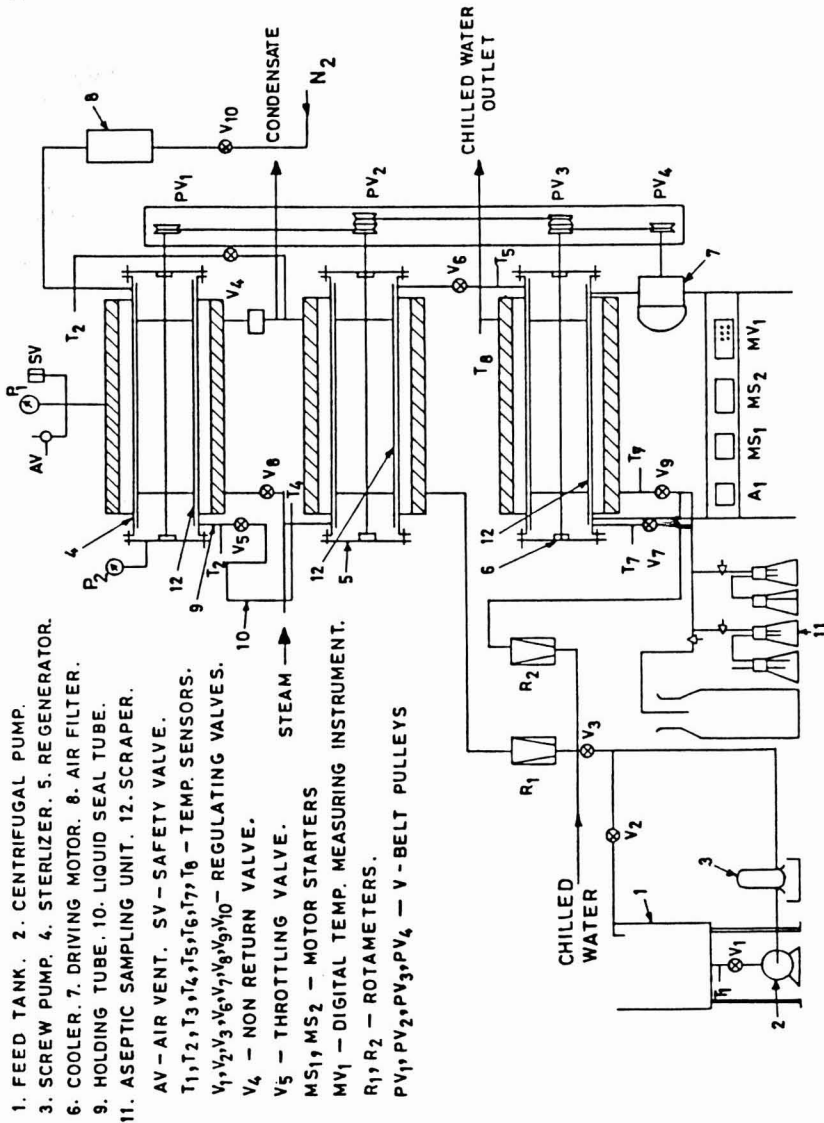 1. FEED TANK. 2. CENTRIFUGAL PUMP.
3. SCREW PUMP. 4. STERLIZER. 5. REGENERATOR.
6. COOLER. 7. DRIVING MOTOR. 8. AIR FILTER.
9. HOLDING TUBE. 10. LIQUID SEAL TUBE.
11. ASEPTIC SAMPLING UNIT. 12. SCRAPER.
AV – AIR VENT. SV – SAFETY VALVE.
T1, T2, T3, T4, T5, T6, T7, T8 – TEMP. SENSORS.
V1, V2, V3, V6, V7, V8, V9, V10 – REGULATING VALVES.
V4 – NON RETURN VALVE.
V5 – THROTTLING VALVE.
MS1, MS2 – MOTOR STARTERS
MV1 – DIGITAL TEMP. MEASURING INSTRUMENT.
R1, R2 – ROTAMETERS.
PV1, PV2, PV3, PV4 – V-BELT PULLEYS
8
V10
N2
CONDENSATE
CHILLED WATER
OUTLET
PV1
PV2
PV3
PV4
T2
V4
V6
T5
7
SV
P1
AV
T8
4
P2
12
V8
T4
V5
T2
9
10
STEAM
12
5
12
6
T7
V9
T7
V7
A1
MS1
MS2
MV1
R2
R1
V3
V2
CHILLED
WATER
1
3
V1
T1
2
11